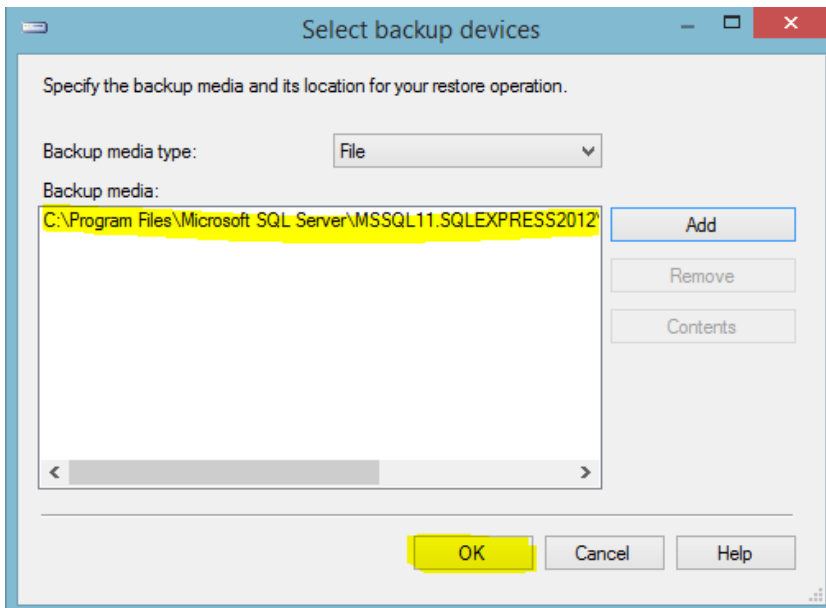 Select backup devices
Specify the backup media and its location for your restore operation.
Backup media type:
File
Backup media:
C:\Program Files\Microsoft SQL Server\MSSQL11.SQLEXPRESS2012\
Add
Remove
Contents
OK
Cancel
Help